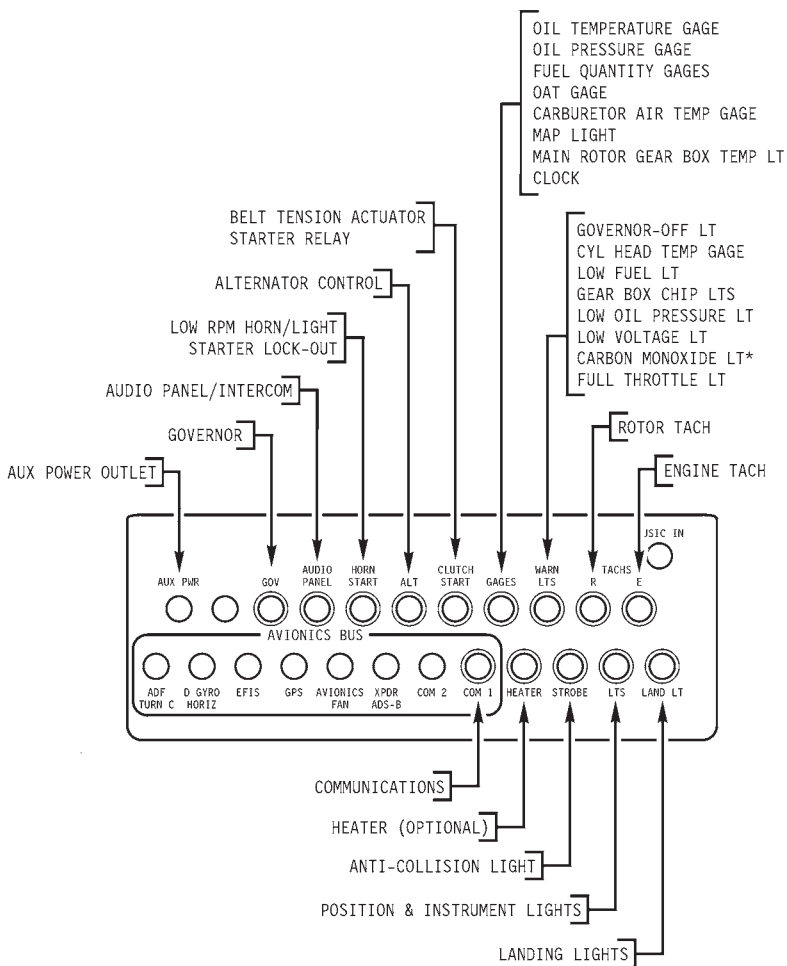 OIL TEMPERATURE GAGE
OIL PRESSURE GAGE
FUEL QUANTITY GAGES
OAT GAGE
CARBURETOR AIR TEMP GAGE
MAP LIGHT
MAIN ROTOR GEAR BOX TEMP LT
CLOCK
BELT TENSION ACTUATOR
STARTER RELAY
ALTERNATOR CONTROL
LOW RPM HORN/LIGHT
STARTER LOCK-OUT
AUDIO PANEL/INTERCOM
GOVERNOR
AUX POWER OUTLET
GOVERNOR-OFF LT
CYL HEAD TEMP GAGE
LOW FUEL LT
GEAR BOX CHIP LTS
LOW OIL PRESSURE LT
LOW VOLTAGE LT
CARBON MONOXIDE LT*
FULL THROTTLE LT
ROTOR TACH
ENGINE TACH
USIC IN
AUX PWR
GOV
AUDIO
PANEL
HORN
START
ALT
CLUTCH
START
GAGES
WARN
LTS
TACHS
R
E
AVIONICS BUS
ADF
TURN C
D GYRO
HORIZ
EFIS
GPS
AVIONICS
FAN
XPDR
ADS-B
COM 2
COM 1
HEATER
STROBE
LTS
LAND LT
COMMUNICATIONS
HEATER (OPTIONAL)
ANTI-COLLISION LIGHT
POSITION & INSTRUMENT LIGHTS
LANDING LIGHTS